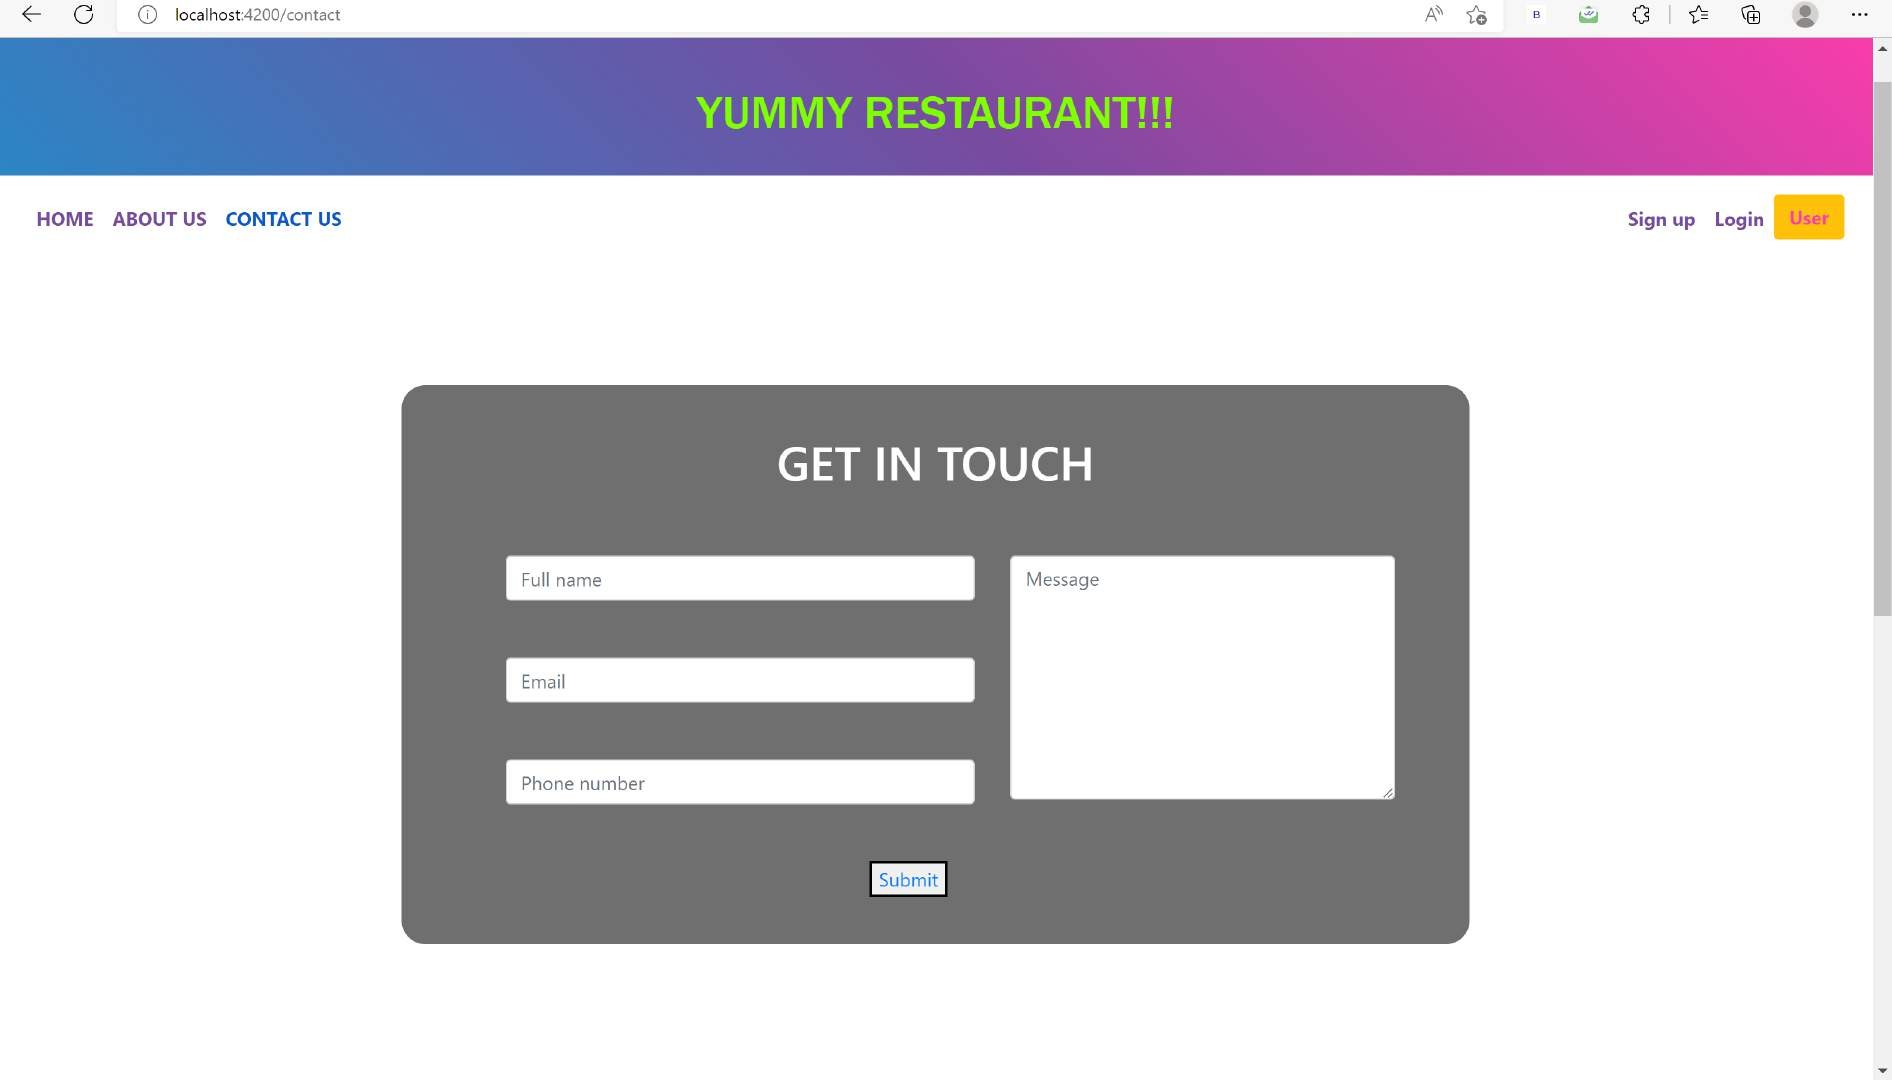 localhost:4200/contact
B
YUMMY RESTAURANT!!!
HOME ABOUT US CONTACT US Sign up Login User
GET IN TOUCH
Full name
Message
Email
Phone number
Submit